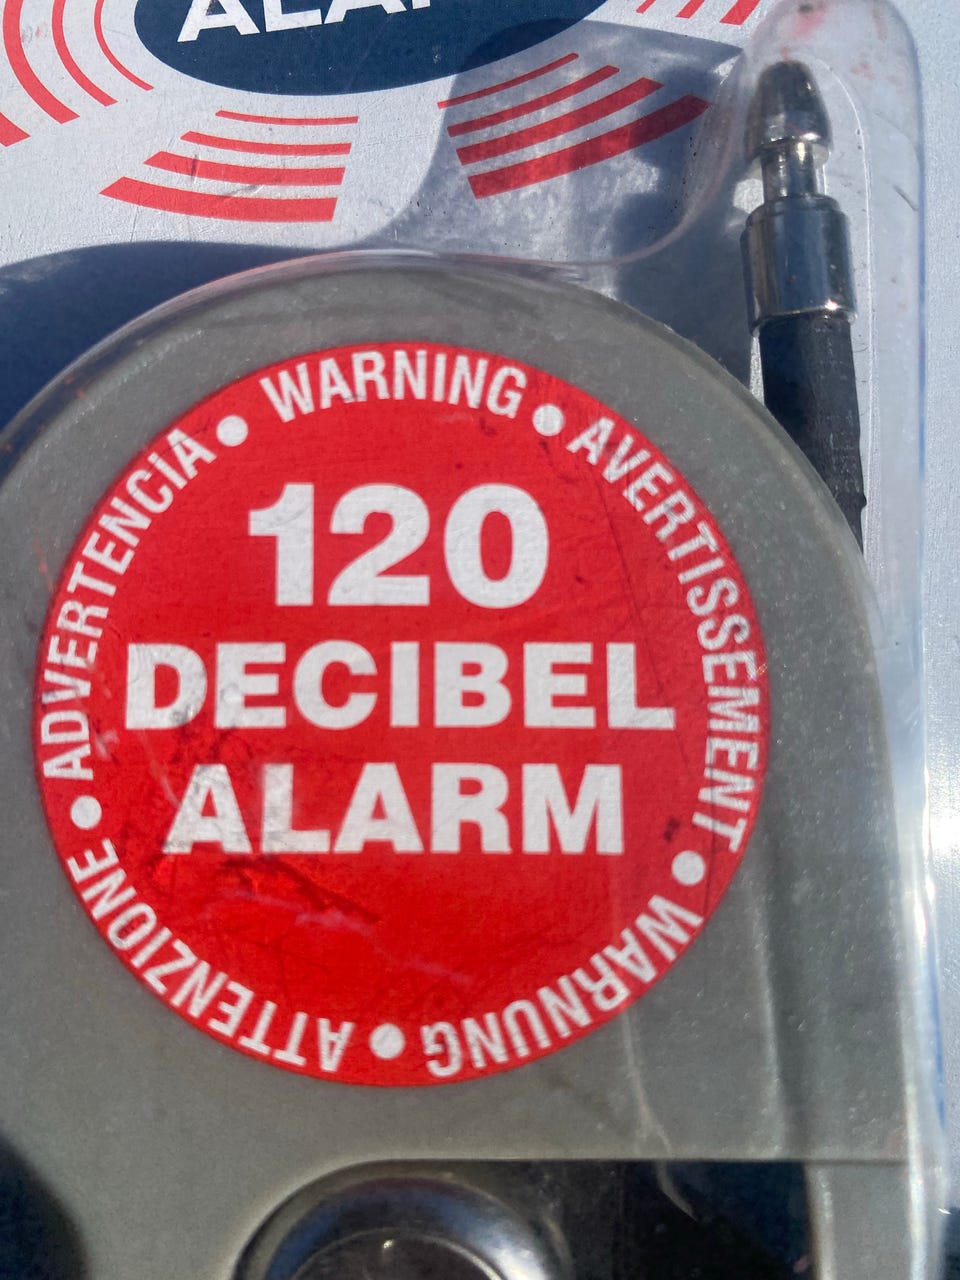 WARNING • AVERTISSEMENT • WARNUNG • ATTENZIONE • ADVERTENCIA •
120
DECIBEL
ALARM